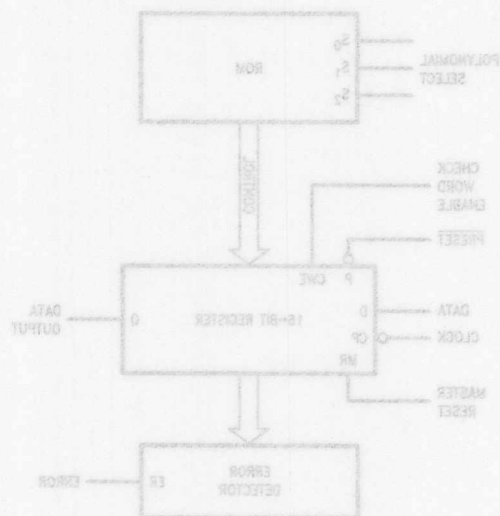 POLYNOMIAL
SELECT
S0
S1
S2
ROM
CONTROL
CHECK
WORD
ENABLE
PRESET
P
CWE
DATA
D
CLOCK
CP
16-BIT REGISTER
Q
DATA
OUTPUT
MR
MASTER
RESET
ERROR
DETECTOR
ER
ERROR